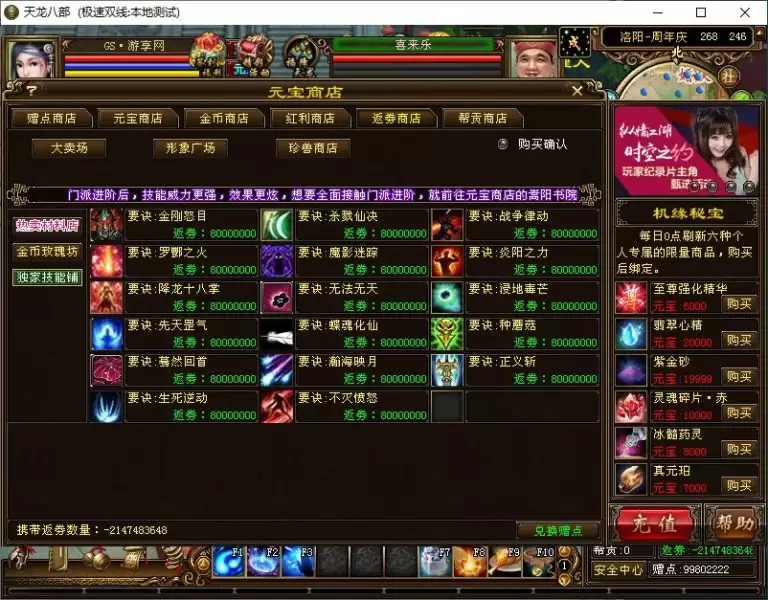 天龙八部 (极速双线:本地测试)
GS·游享网
喜来乐
洛阳-周年庆 268 246
北
元宝商店
赠点商店 元宝商店 金币商店 红利商店 返券商店 帮贡商店
大卖场 形象广场 珍兽商店 购买确认
门派进阶后，技能威力更强，效果更炫，想要全面接触门派进阶，就前往元宝商店的嵩阳书院
热卖材料店
金币玫瑰坊
独家技能铺
要诀:金刚怒目
返券：80000000
要诀:杀戮仙决
返券：80000000
要诀:战争律动
返券：80000000
要诀:罗酆之火
返券：80000000
要诀:魔影迷踪
返券：80000000
要诀:炎阳之力
返券：80000000
要诀:降龙十八掌
返券：80000000
要诀:无法无天
返券：80000000
要诀:浸地毒芒
返券：80000000
要诀:先天罡气
返券：80000000
要诀:蝶魂化仙
返券：80000000
要诀:种蘑菇
返券：80000000
要诀:蓦然回首
返券：80000000
要诀:瀚海映月
返券：80000000
要诀:正义斩
返券：80000000
要诀:生死逆动
返券：80000000
要诀:不灭愤怒
返券：80000000
携带返券数量：-2147483648
兑换赠点
纵情江湖
时空之约
玩家纪录片主角
甄选
机缘秘宝
每日0点刷新六种个
人专属的限量商品，购买
后绑定。
至尊强化精华
元宝:6000 购买
翡翠心精
元宝:20000 购买
紫金砂
元宝:19999 购买
灵魂碎片·赤
元宝:10000 购买
冰髓药灵
元宝:8000 购买
真元珀
元宝:7000 购买
充值 帮助
F1 F2 F3 F7 F8 F9 F10
1
帮贡:0 返券:-2147483648
安全中心 赠点:99802222